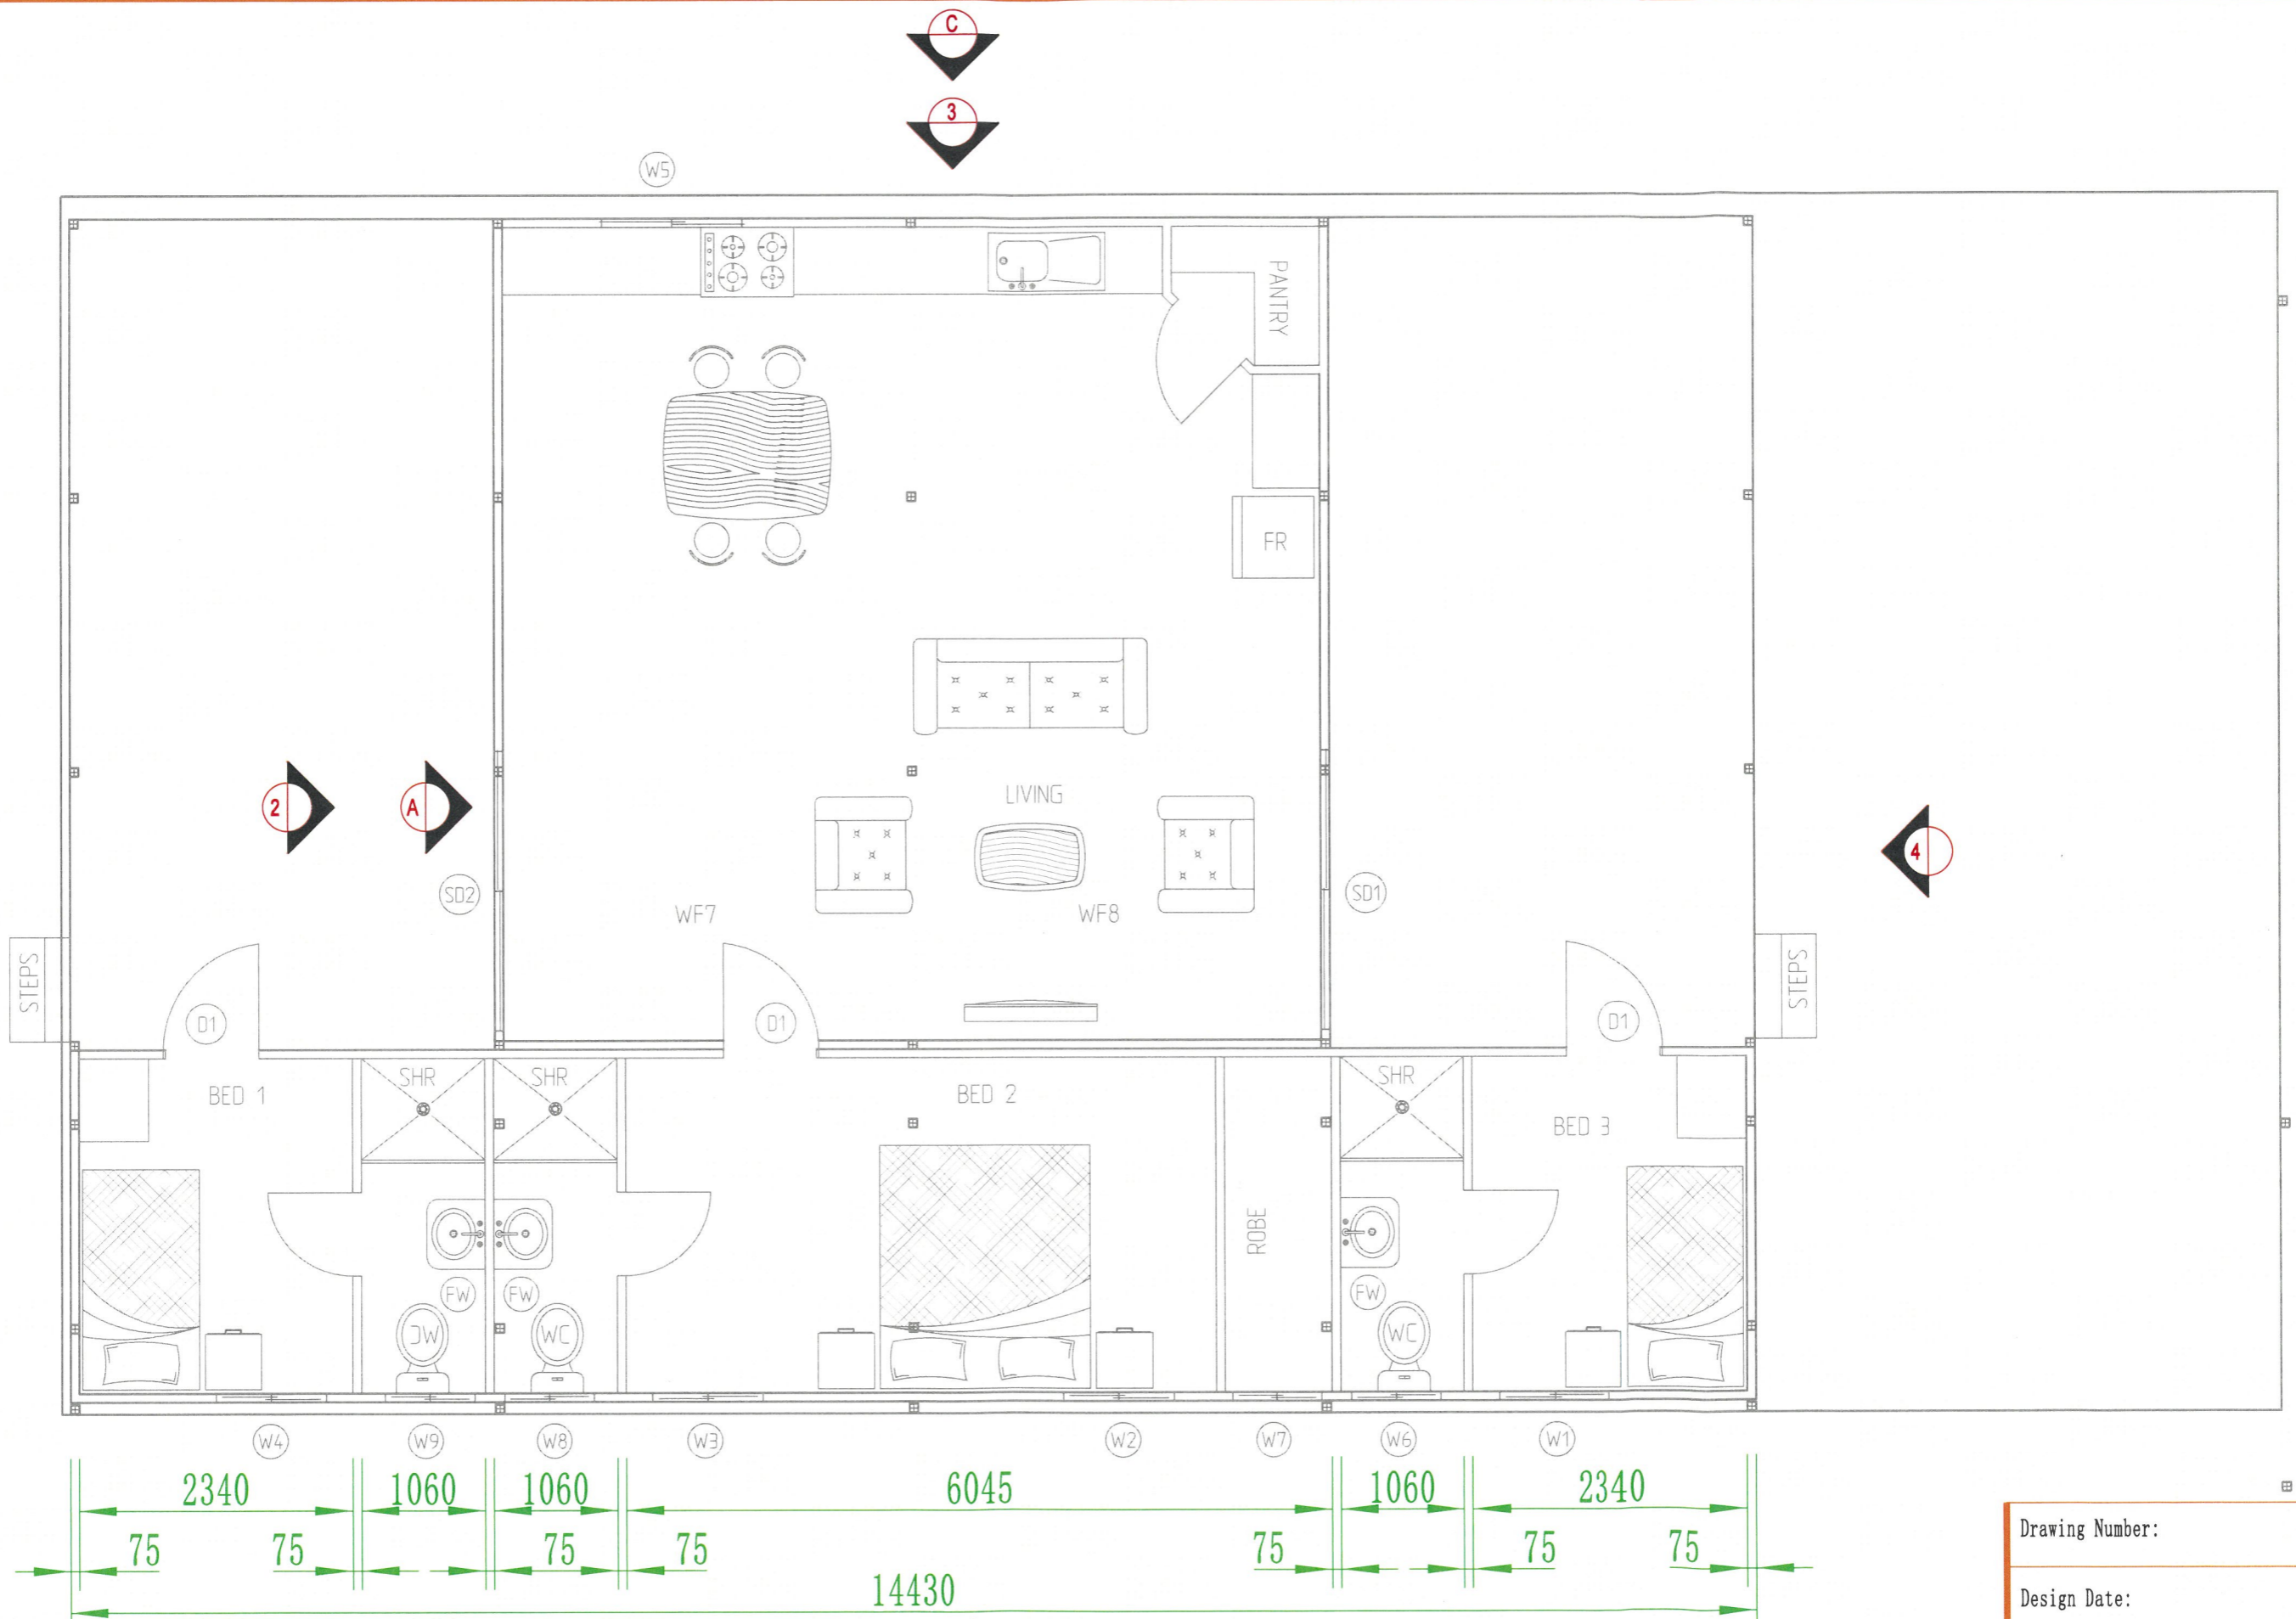 C
3
W5
PANTRY
FR
LIVING
2
A
4
SD2
SD1
WF7
WF8
STEPS
STEPS
D1
D1
D1
SHR
SHR
SHR
BED 1
BED 2
BED 3
ROBE
FW
FW
FW
WC
WC
WC
W4
W9
W8
W3
W2
W7
W6
W1
2340
1060
1060
6045
1060
2340
75
75
75
75
75
75
75
14430
Drawing Number:
Design Date: